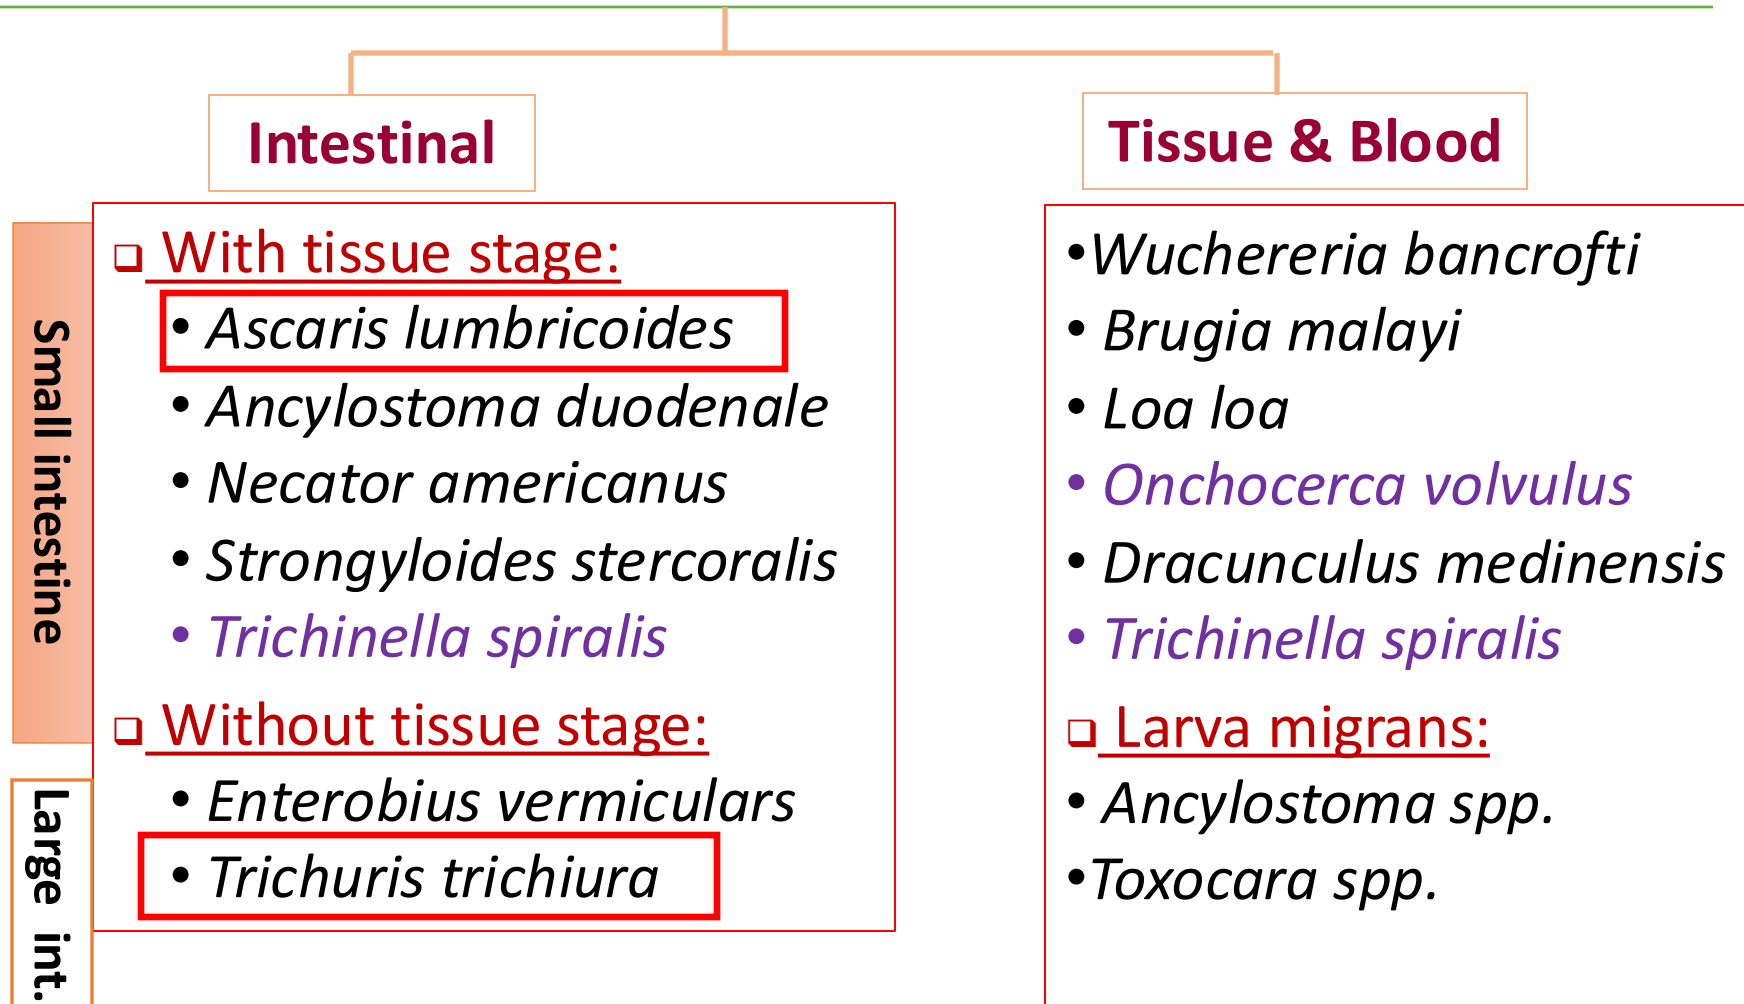 Intestinal
Small intestine
❑ With tissue stage:
• Ascaris lumbricoides
• Ancylostoma duodenale
• Necator americanus
• Strongyloides stercoralis
• Trichinella spiralis
❑ Without tissue stage:
Large int.
• Enterobius vermiculars
• Trichuris trichiura
Tissue & Blood
•Wuchereria bancrofti
• Brugia malayi
• Loa loa
• Onchocerca volvulus
• Dracunculus medinensis
• Trichinella spiralis
❑ Larva migrans:
• Ancylostoma spp.
•Toxocara spp.